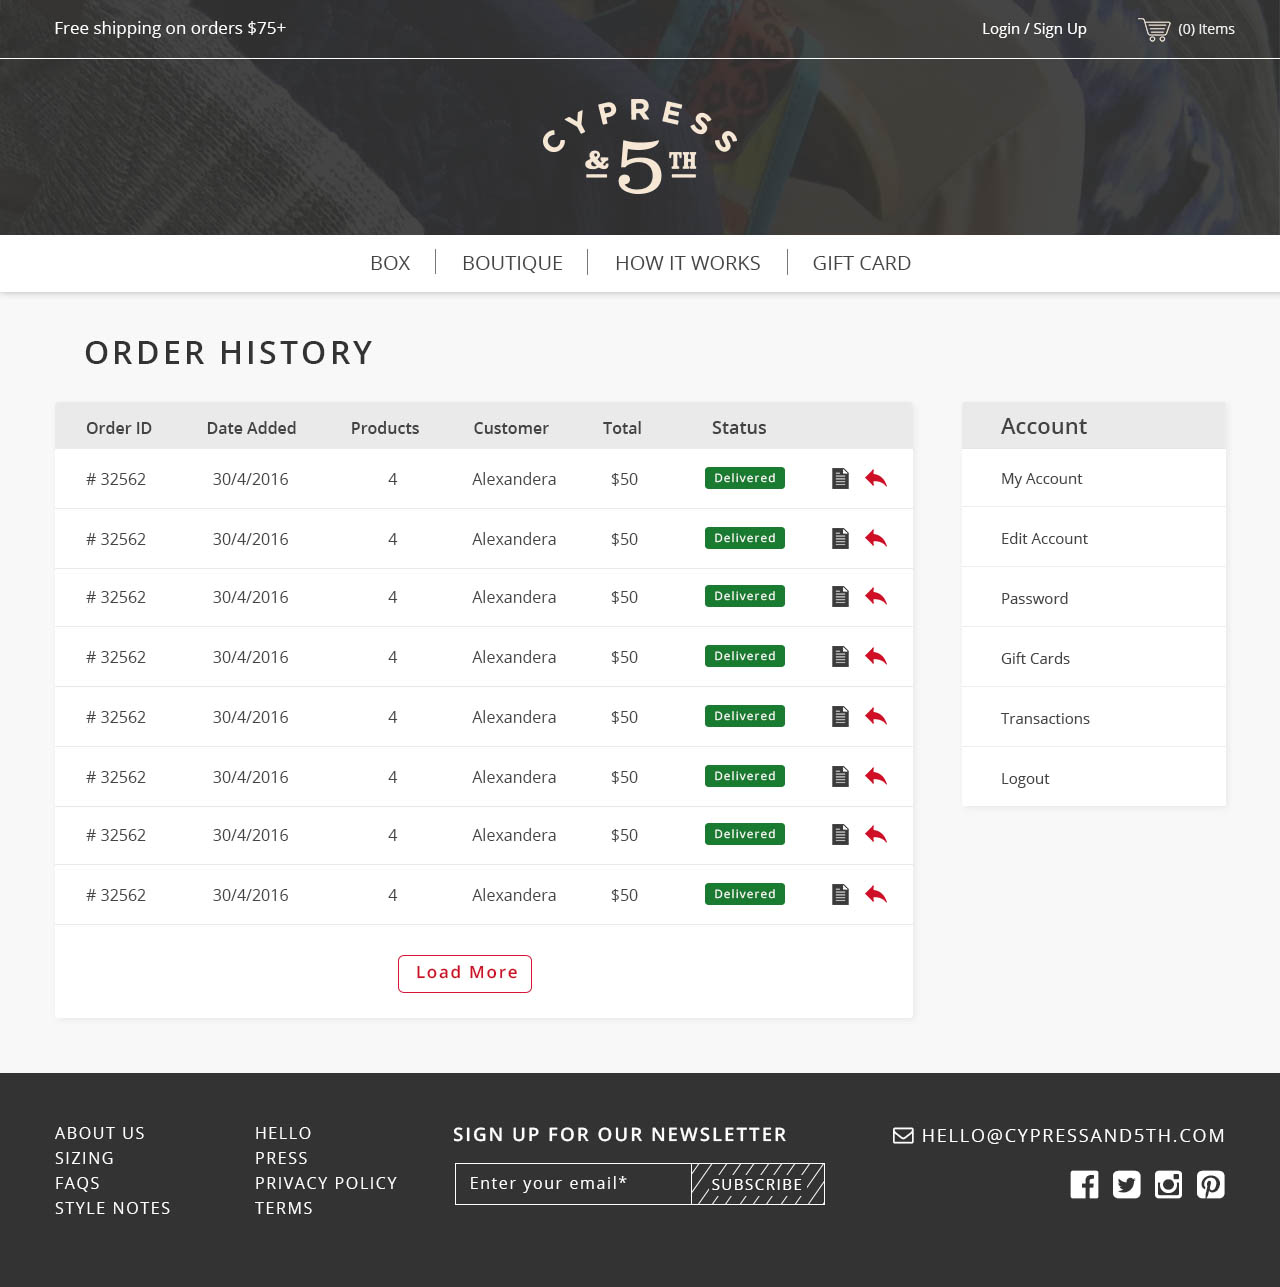 Free shipping on orders $75+
Login / Sign Up
(0) Items
CYPRESS
& 5TH
BOX
BOUTIQUE
HOW IT WORKS
GIFT CARD
ORDER HISTORY
Order ID Date Added Products Customer Total Status
# 32562 30/4/2016 4 Alexandera $50 Delivered
# 32562 30/4/2016 4 Alexandera $50 Delivered
# 32562 30/4/2016 4 Alexandera $50 Delivered
# 32562 30/4/2016 4 Alexandera $50 Delivered
# 32562 30/4/2016 4 Alexandera $50 Delivered
# 32562 30/4/2016 4 Alexandera $50 Delivered
# 32562 30/4/2016 4 Alexandera $50 Delivered
# 32562 30/4/2016 4 Alexandera $50 Delivered
Load More
Account
My Account
Edit Account
Password
Gift Cards
Transactions
Logout
ABOUT US
SIZING
FAQS
STYLE NOTES
HELLO
PRESS
PRIVACY POLICY
TERMS
SIGN UP FOR OUR NEWSLETTER
Enter your email*
SUBSCRIBE
HELLO@CYPRESSAND5TH.COM